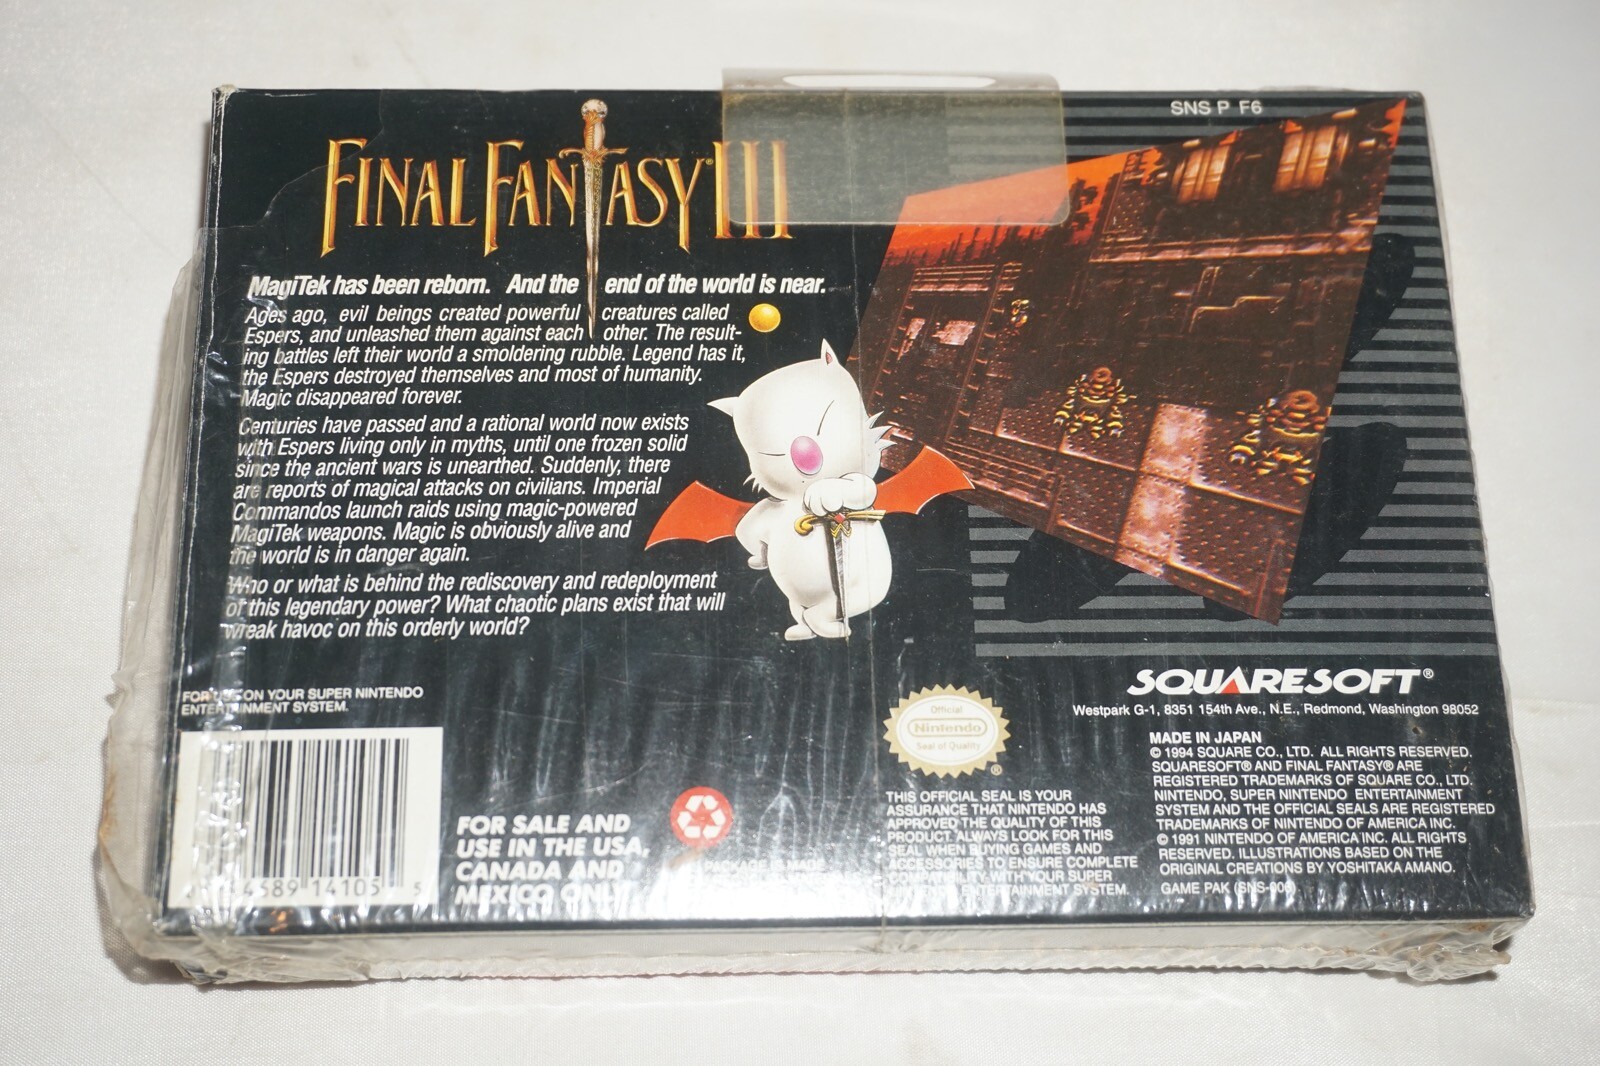 SNS P F6
FINAL FANTASY® III
MagiTek has been reborn. And the end of the world is near.
Ages ago, evil beings created powerful creatures called
Espers, and unleashed them against each other. The result-
ing battles left their world a smoldering rubble. Legend has it,
the Espers destroyed themselves and most of humanity.
Magic disappeared forever.
Centuries have passed and a rational world now exists
with Espers living only in myths, until one frozen solid
since the ancient wars is unearthed. Suddenly, there
are reports of magical attacks on civilians. Imperial
Commandos launch raids using magic-powered
MagiTek weapons. Magic is obviously alive and
the world is in danger again.
Who or what is behind the rediscovery and redeployment
of this legendary power? What chaotic plans exist that will
wreak havoc on this orderly world?
FOR USE ON YOUR SUPER NINTENDO
ENTERTAINMENT SYSTEM.
4589 14105 5
FOR SALE AND
USE IN THE USA,
CANADA AND
MEXICO ONLY
PACKAGE IS MADE
Official
Nintendo
Seal of Quality
®
THIS OFFICIAL SEAL IS YOUR
ASSURANCE THAT NINTENDO HAS
APPROVED THE QUALITY OF THIS
PRODUCT. ALWAYS LOOK FOR THIS
SEAL WHEN BUYING GAMES AND
ACCESSORIES TO ENSURE COMPLETE
COMPATIBILITY WITH YOUR SUPER
NINTENDO ENTERTAINMENT SYSTEM.
SQUARESOFT®
Westpark G-1, 8351 154th Ave., N.E., Redmond, Washington 98052
MADE IN JAPAN
© 1994 SQUARE CO., LTD. ALL RIGHTS RESERVED.
SQUARESOFT® AND FINAL FANTASY® ARE
REGISTERED TRADEMARKS OF SQUARE CO., LTD.
NINTENDO, SUPER NINTENDO ENTERTAINMENT
SYSTEM AND THE OFFICIAL SEALS ARE REGISTERED
TRADEMARKS OF NINTENDO OF AMERICA INC.
© 1991 NINTENDO OF AMERICA INC. ALL RIGHTS
RESERVED. ILLUSTRATIONS BASED ON THE
ORIGINAL CREATIONS BY YOSHITAKA AMANO.
GAME PAK (SNS-006)